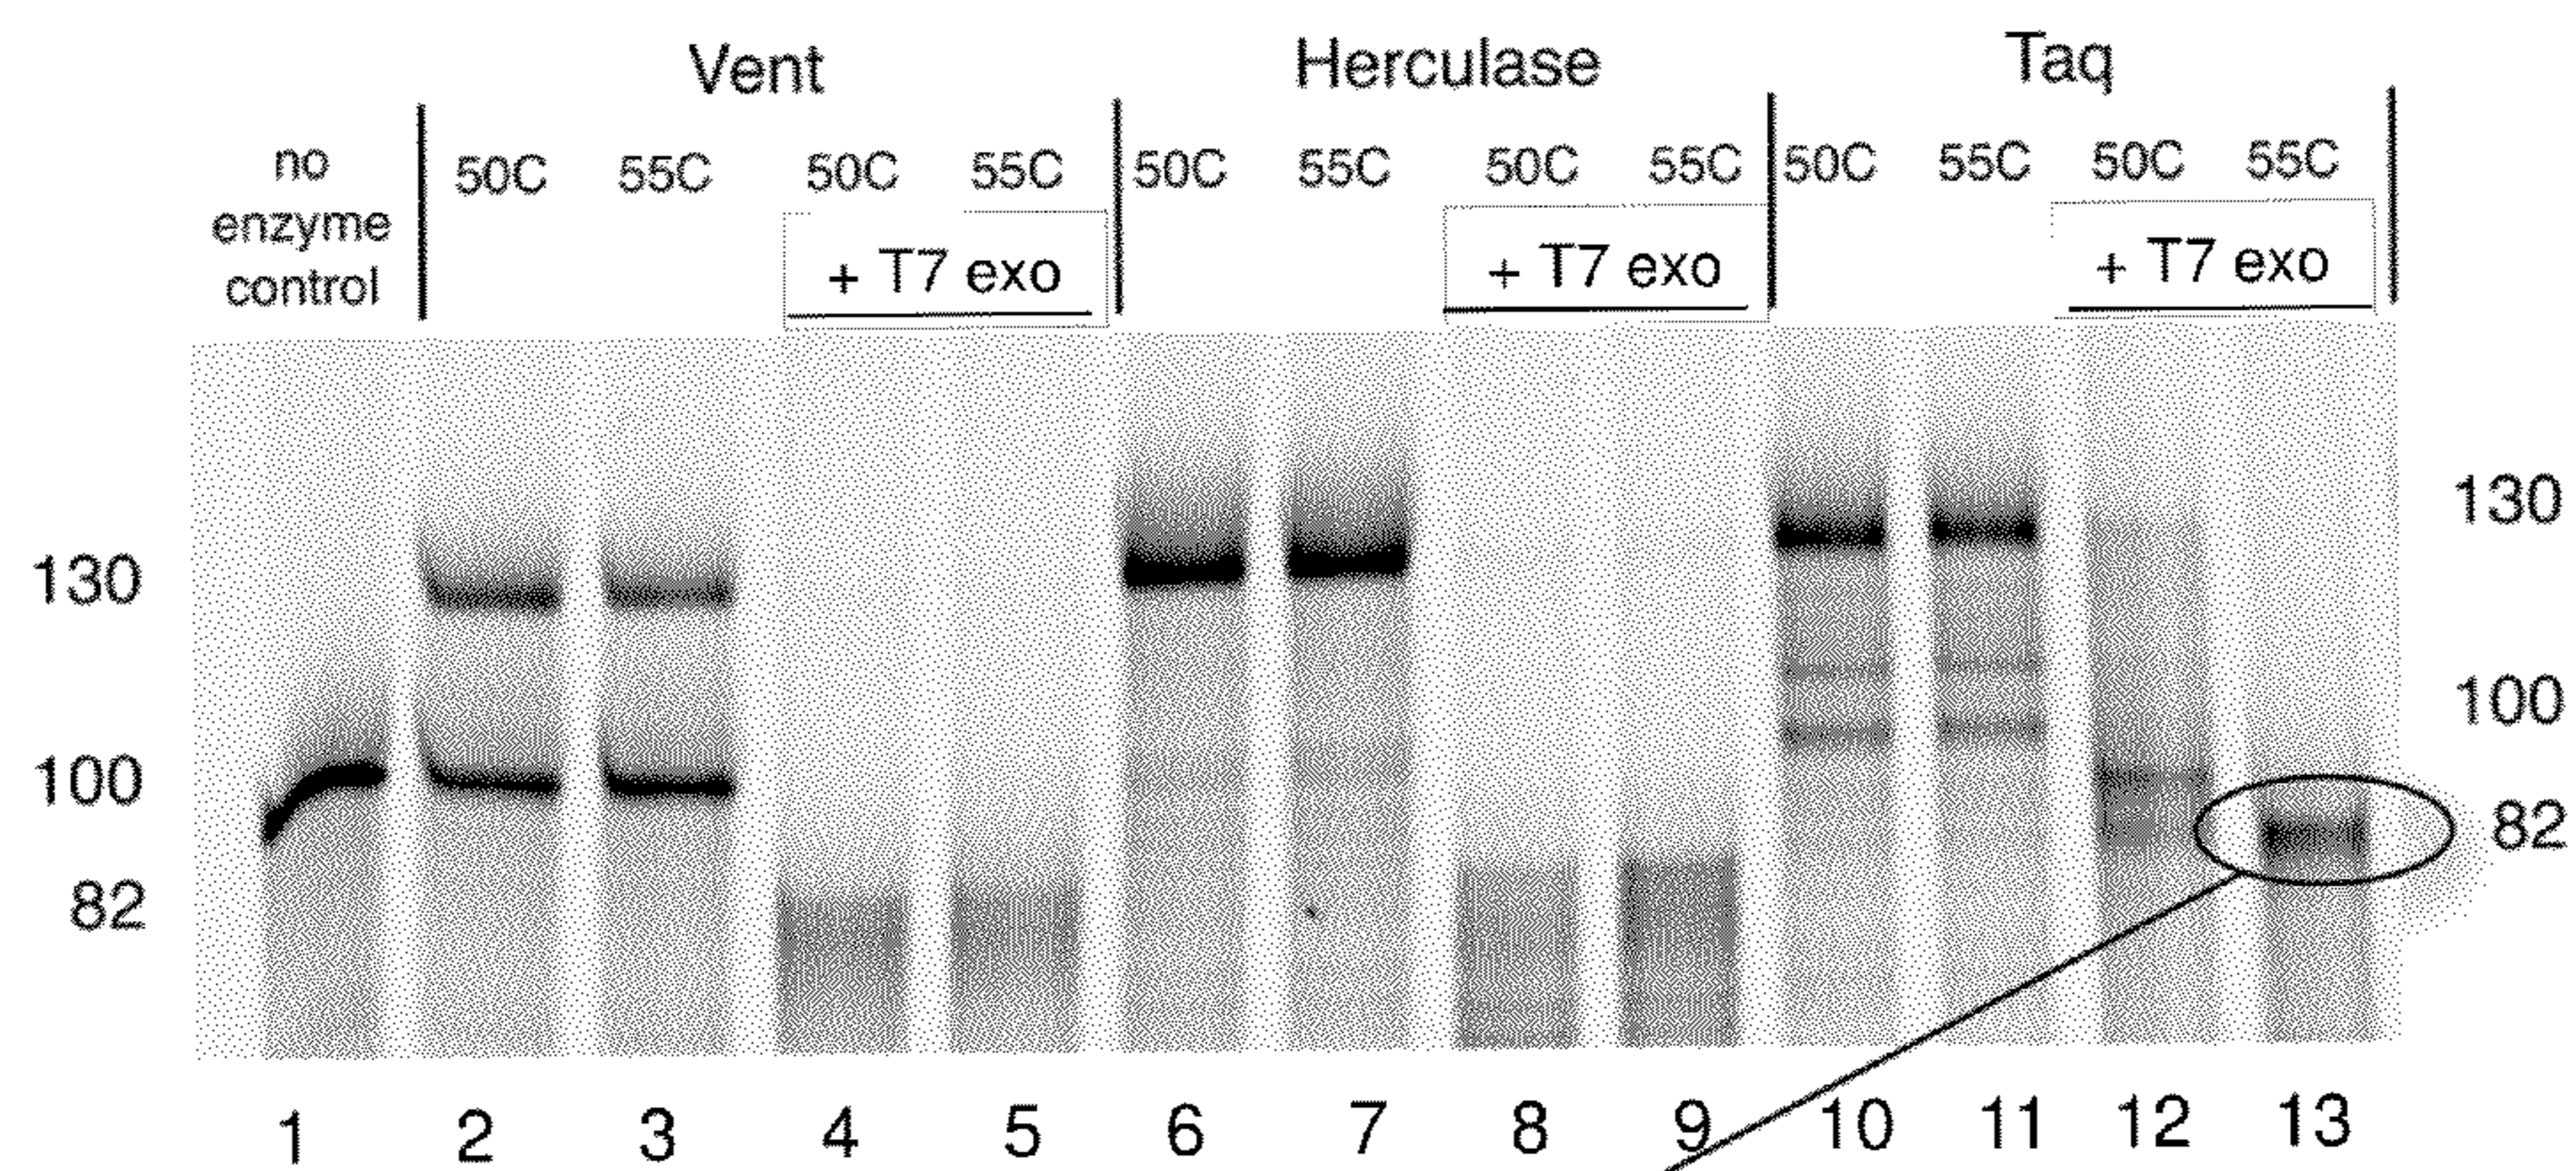 Vent Herculase Taq
no enzyme control
50C 55C 50C 55C 50C 55C 50C 55C 50C 55C 50C 55C
+ T7 exo + T7 exo + T7 exo
130 130
100 100
82 82
1 2 3 4 5 6 7 8 9 10 11 12 13